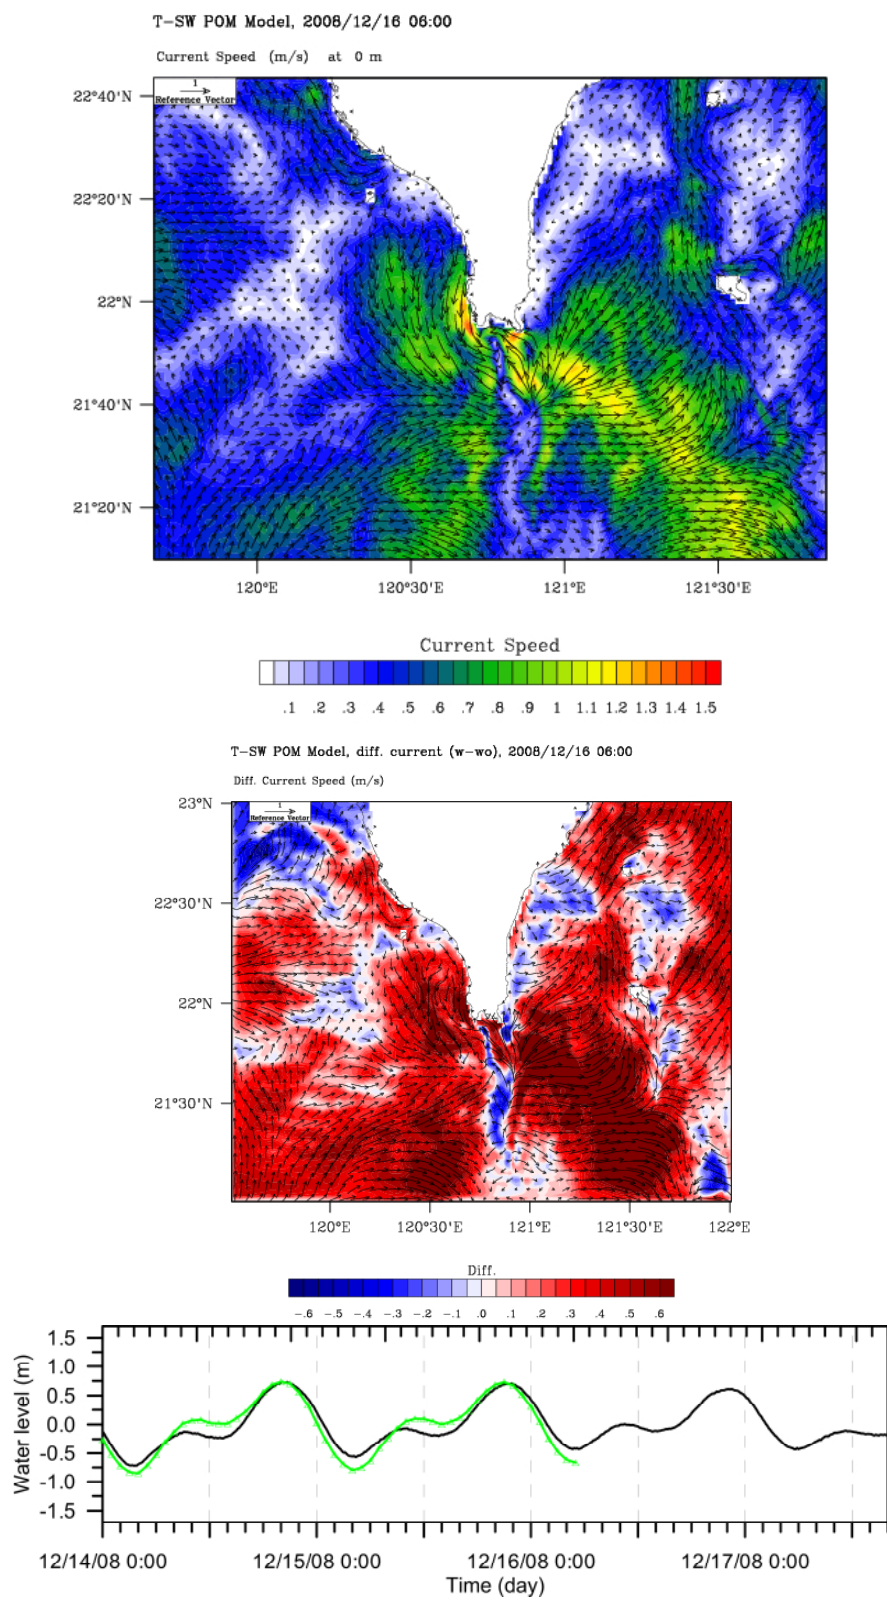 T-SW POM Model, 2008/12/16 06:00
Current Speed (m/s) at 0 m
1
Reference Vector
22°40'N
22°20'N
22°N
21°40'N
21°20'N
120°E 120°30'E 121°E 121°30'E
Current Speed
.1 .2 .3 .4 .5 .6 .7 .8 .9 1 1.1 1.2 1.3 1.4 1.5
T-SW POM Model, diff. current (w-wo), 2008/12/16 06:00
Diff. Current Speed (m/s)
1
Reference Vector
23°N
22°30'N
22°N
21°30'N
120°E 120°30'E 121°E 121°30'E 122°E
Diff.
-.6 -.5 -.4 -.3 -.2 -.1 .0 .1 .2 .3 .4 .5 .6
Water level (m)
1.5
1.0
0.5
0.0
-0.5
-1.0
-1.5
12/14/08 0:00 12/15/08 0:00 12/16/08 0:00 12/17/08 0:00
Time (day)